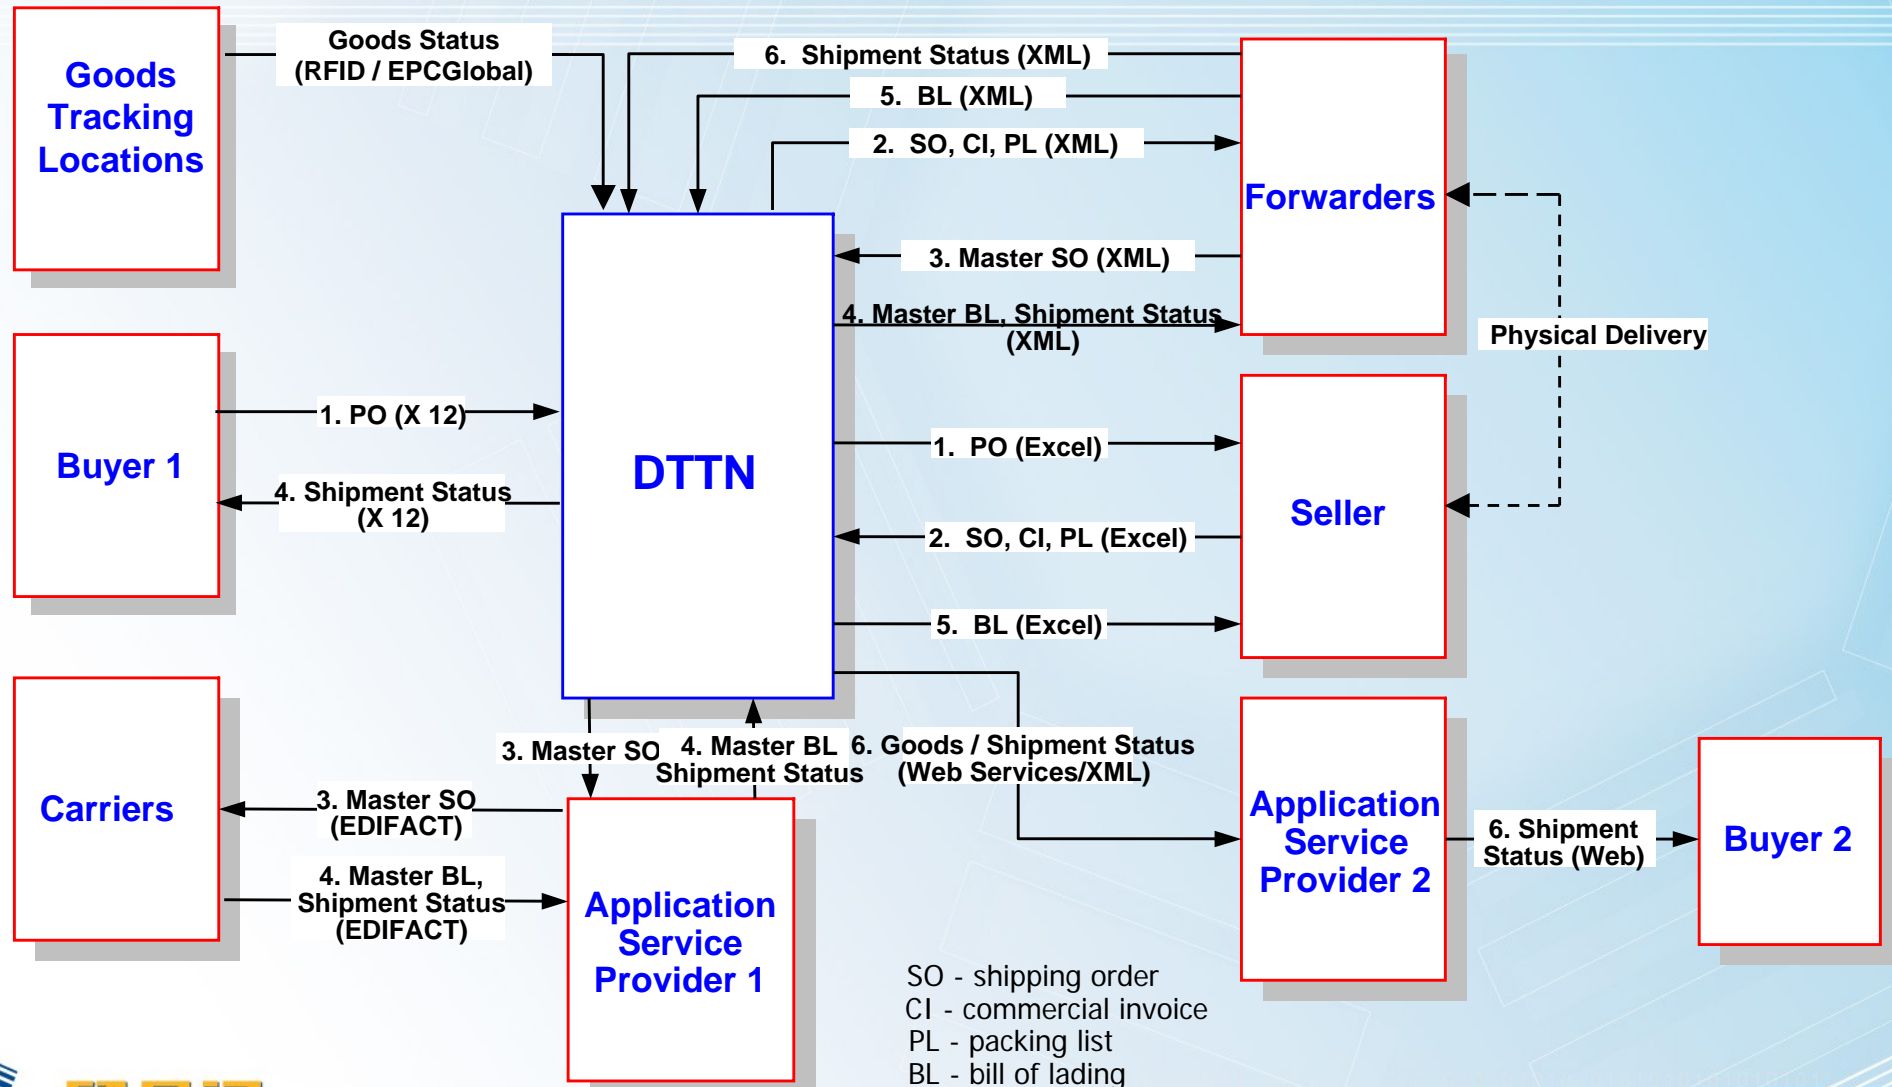 Goods
Tracking
Locations
Goods Status
(RFID / EPCGlobal)
6. Shipment Status (XML)
5. BL (XML)
2. SO, CI, PL (XML)
Forwarders
3. Master SO (XML)
4. Master BL, Shipment Status
(XML)
Physical Delivery
Buyer 1
1. PO (X 12)
4. Shipment Status
(X 12)
DTTN
1. PO (Excel)
2. SO, CI, PL (Excel)
5. BL (Excel)
Seller
3. Master SO
4. Master BL
Shipment Status
6. Goods / Shipment Status
(Web Services/XML)
Carriers
3. Master SO
(EDIFACT)
4. Master BL,
Shipment Status
(EDIFACT)
Application
Service
Provider 1
Application
Service
Provider 2
6. Shipment
Status (Web)
Buyer 2
SO - shipping order
CI - commercial invoice
PL - packing list
BL - bill of lading